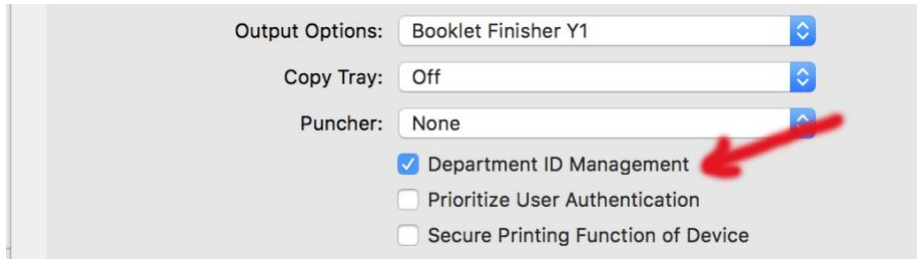 Output Options: Booklet Finisher Y1
Copy Tray: Off
Puncher: None
Department ID Management
Prioritize User Authentication
Secure Printing Function of Device